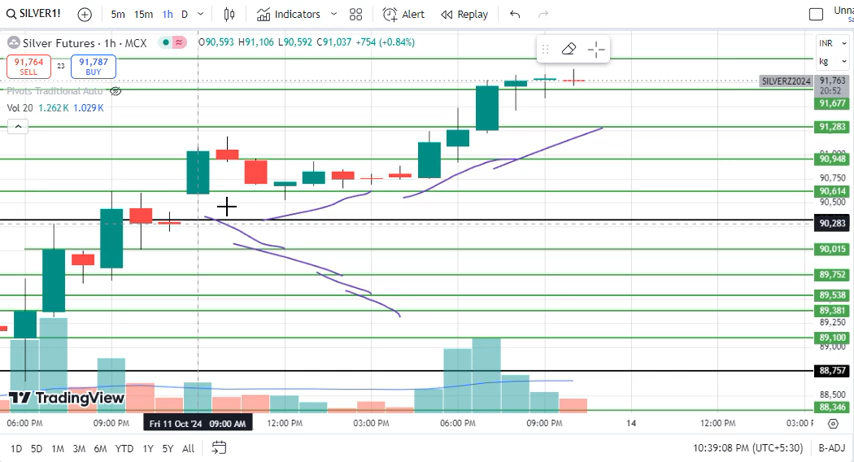 SILVER1! 5m 15m 1h D Indicators Alert Replay Unna
Sa
Silver Futures · 1h · MCX O90,593 H91,106 L90,592 C91,037 +754 (+0.84%) INR
kg
91,764 SELL 23 91,787 BUY
Pivots Traditional Auto
Vol 20 1.262K 1.029K
SILVERZ2024 91,763
20:52
91,677
91,283
90,948
90,750
90,614
90,500
90,283
90,015
89,752
89,538
89,381
89,250
89,100
89,000
88,757
88,500
88,346
TradingView
06:00 PM 09:00 PM Fri 11 Oct '24 09:00 AM 12:00 PM 03:00 PM 06:00 PM 09:00 PM 14 03:00 P
1D 5D 1M 3M 6M YTD 1Y 5Y All 10:39:08 PM (UTC+5:30) B-ADJ